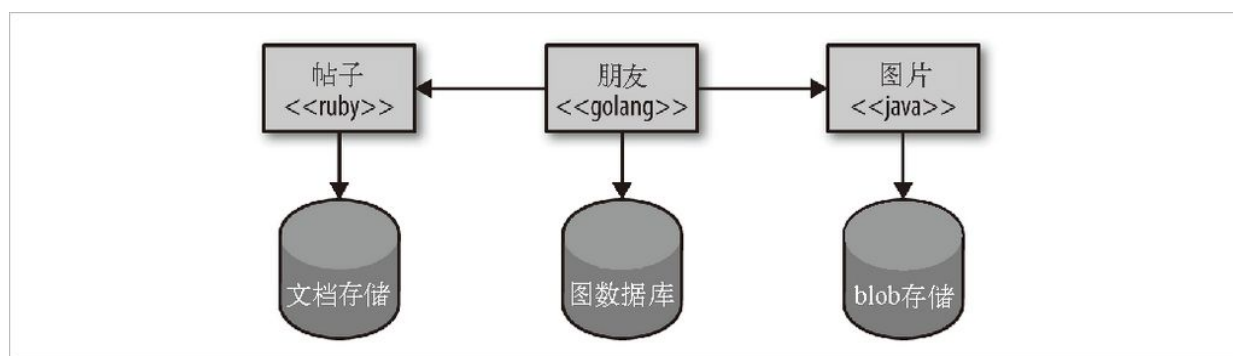 帖子
<<ruby>>
朋友
<<golang>>
图片
<<java>>
文档存储
图数据库
blob存储